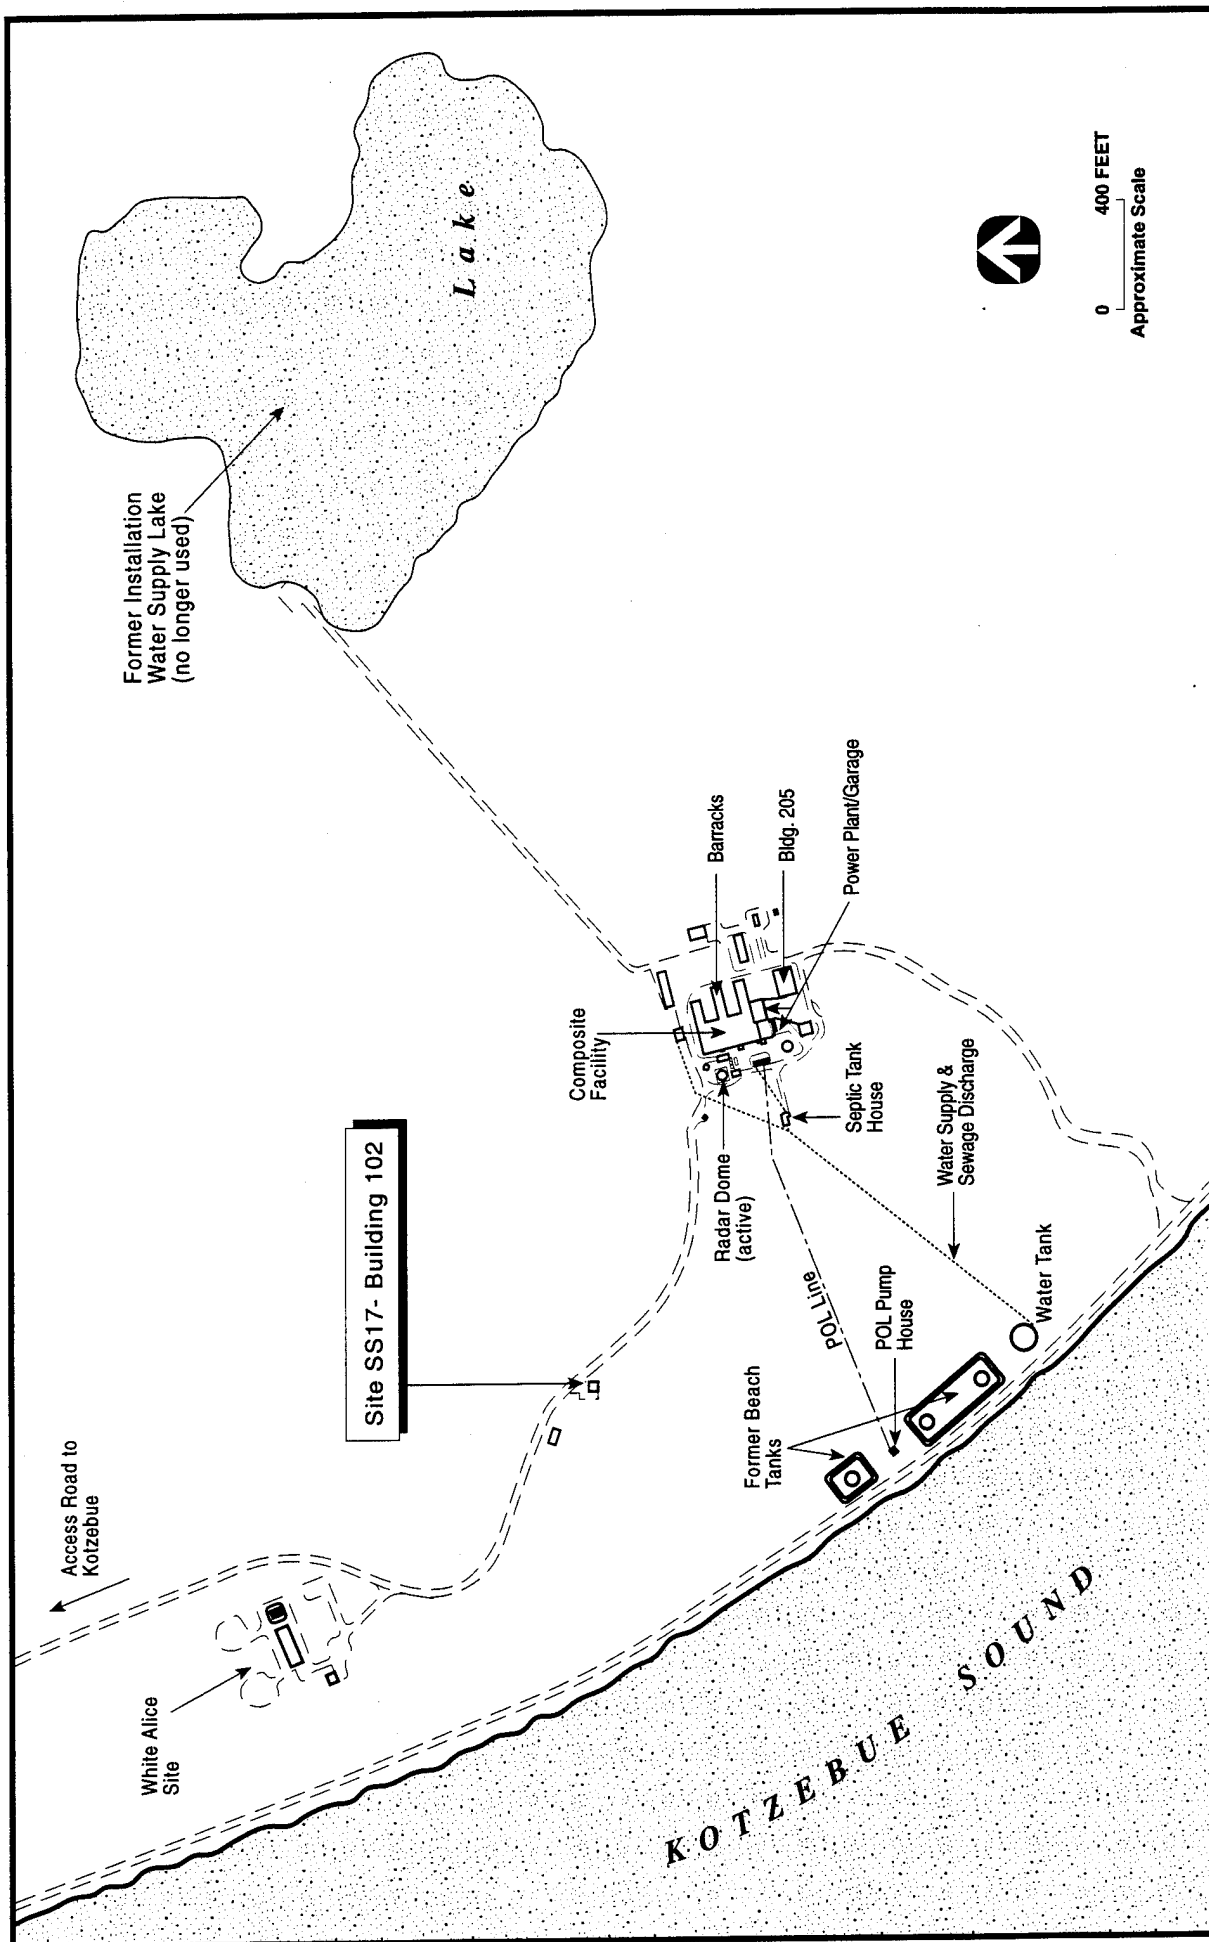 Former Installation
Water Supply Lake
(no longer used)
Lake
0 400 FEET
Approximate Scale
Access Road to
Kotzebue
White Alice
Site
Site SS17- Building 102
Composite
Facility
Barracks
Bldg. 205
Power Plant/Garage
Septic Tank
House
Radar Dome
(active)
Water Supply &
Sewage Discharge
POL Line
POL Pump
House
Water Tank
Former Beach
Tanks
KOTZEBUE SOUND